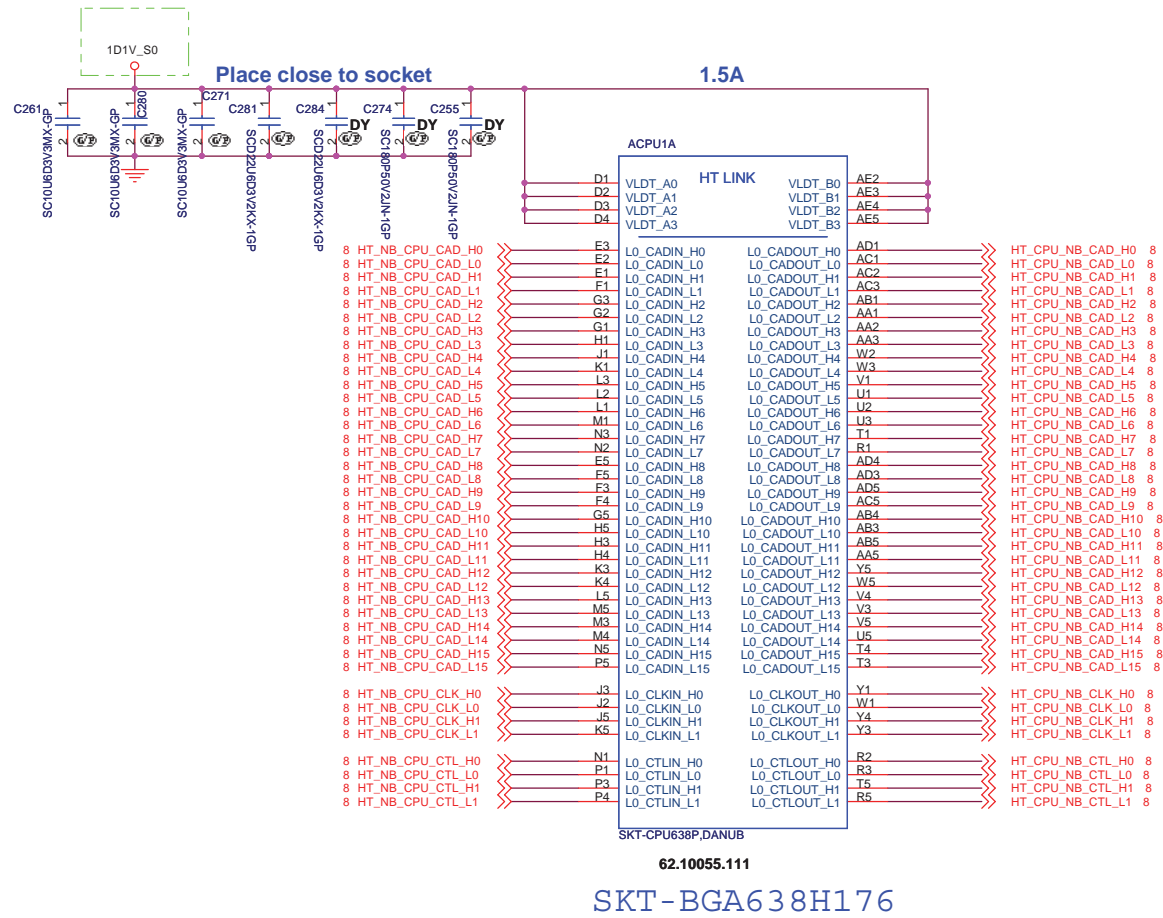 1D1V_S0
Place close to socket
1.5A
C261 1 2 SC10U6D3V3MX-GP
C280 1 2 SC10U6D3V3MX-GP
C271 1 2 SC10U6D3V3MX-GP
C281 1 2 SCD22U6D3V2KX-1GP
C284 1 2 DY SCD22U6D3V2KX-1GP
C274 1 2 DY SC180P50V2JN-1GP
C255 1 2 DY SC180P50V2JN-1GP
ACPU1A
HT LINK
D1 VLDT_A0 VLDT_B0 AE2
D2 VLDT_A1 VLDT_B1 AE3
D3 VLDT_A2 VLDT_B2 AE4
D4 VLDT_A3 VLDT_B3 AE5
8 HT_NB_CPU_CAD_H0 E3 L0_CADIN_H0 L0_CADOUT_H0 AD1 HT_CPU_NB_CAD_H0 8
8 HT_NB_CPU_CAD_L0 E2 L0_CADIN_L0 L0_CADOUT_L0 AC1 HT_CPU_NB_CAD_L0 8
8 HT_NB_CPU_CAD_H1 E1 L0_CADIN_H1 L0_CADOUT_H1 AC2 HT_CPU_NB_CAD_H1 8
8 HT_NB_CPU_CAD_L1 F1 L0_CADIN_L1 L0_CADOUT_L1 AC3 HT_CPU_NB_CAD_L1 8
8 HT_NB_CPU_CAD_H2 G3 L0_CADIN_H2 L0_CADOUT_H2 AB1 HT_CPU_NB_CAD_H2 8
8 HT_NB_CPU_CAD_L2 G2 L0_CADIN_L2 L0_CADOUT_L2 AA1 HT_CPU_NB_CAD_L2 8
8 HT_NB_CPU_CAD_H3 G1 L0_CADIN_H3 L0_CADOUT_H3 AA2 HT_CPU_NB_CAD_H3 8
8 HT_NB_CPU_CAD_L3 H1 L0_CADIN_L3 L0_CADOUT_L3 AA3 HT_CPU_NB_CAD_L3 8
8 HT_NB_CPU_CAD_H4 J1 L0_CADIN_H4 L0_CADOUT_H4 W2 HT_CPU_NB_CAD_H4 8
8 HT_NB_CPU_CAD_L4 K1 L0_CADIN_L4 L0_CADOUT_L4 W3 HT_CPU_NB_CAD_L4 8
8 HT_NB_CPU_CAD_H5 L3 L0_CADIN_H5 L0_CADOUT_H5 V1 HT_CPU_NB_CAD_H5 8
8 HT_NB_CPU_CAD_L5 L2 L0_CADIN_L5 L0_CADOUT_L5 U1 HT_CPU_NB_CAD_L5 8
8 HT_NB_CPU_CAD_H6 L1 L0_CADIN_H6 L0_CADOUT_H6 U2 HT_CPU_NB_CAD_H6 8
8 HT_NB_CPU_CAD_L6 M1 L0_CADIN_L6 L0_CADOUT_L6 U3 HT_CPU_NB_CAD_L6 8
8 HT_NB_CPU_CAD_H7 N3 L0_CADIN_H7 L0_CADOUT_H7 T1 HT_CPU_NB_CAD_H7 8
8 HT_NB_CPU_CAD_L7 N2 L0_CADIN_L7 L0_CADOUT_L7 R1 HT_CPU_NB_CAD_L7 8
8 HT_NB_CPU_CAD_H8 E5 L0_CADIN_H8 L0_CADOUT_H8 AD4 HT_CPU_NB_CAD_H8 8
8 HT_NB_CPU_CAD_L8 F5 L0_CADIN_L8 L0_CADOUT_L8 AD3 HT_CPU_NB_CAD_L8 8
8 HT_NB_CPU_CAD_H9 F3 L0_CADIN_H9 L0_CADOUT_H9 AD5 HT_CPU_NB_CAD_H9 8
8 HT_NB_CPU_CAD_L9 F4 L0_CADIN_L9 L0_CADOUT_L9 AC5 HT_CPU_NB_CAD_L9 8
8 HT_NB_CPU_CAD_H10 G5 L0_CADIN_H10 L0_CADOUT_H10 AB4 HT_CPU_NB_CAD_H10 8
8 HT_NB_CPU_CAD_L10 H5 L0_CADIN_L10 L0_CADOUT_L10 AB3 HT_CPU_NB_CAD_L10 8
8 HT_NB_CPU_CAD_H11 H3 L0_CADIN_H11 L0_CADOUT_H11 AB5 HT_CPU_NB_CAD_H11 8
8 HT_NB_CPU_CAD_L11 H4 L0_CADIN_L11 L0_CADOUT_L11 AA5 HT_CPU_NB_CAD_L11 8
8 HT_NB_CPU_CAD_H12 K3 L0_CADIN_H12 L0_CADOUT_H12 Y5 HT_CPU_NB_CAD_H12 8
8 HT_NB_CPU_CAD_L12 K4 L0_CADIN_L12 L0_CADOUT_L12 W5 HT_CPU_NB_CAD_L12 8
8 HT_NB_CPU_CAD_H13 L5 L0_CADIN_H13 L0_CADOUT_H13 V4 HT_CPU_NB_CAD_H13 8
8 HT_NB_CPU_CAD_L13 M5 L0_CADIN_L13 L0_CADOUT_L13 V3 HT_CPU_NB_CAD_L13 8
8 HT_NB_CPU_CAD_H14 M3 L0_CADIN_H14 L0_CADOUT_H14 V5 HT_CPU_NB_CAD_H14 8
8 HT_NB_CPU_CAD_L14 M4 L0_CADIN_L14 L0_CADOUT_L14 U5 HT_CPU_NB_CAD_L14 8
8 HT_NB_CPU_CAD_H15 N5 L0_CADIN_H15 L0_CADOUT_H15 T4 HT_CPU_NB_CAD_H15 8
8 HT_NB_CPU_CAD_L15 P5 L0_CADIN_L15 L0_CADOUT_L15 T3 HT_CPU_NB_CAD_L15 8
8 HT_NB_CPU_CLK_H0 J3 L0_CLKIN_H0 L0_CLKOUT_H0 Y1 HT_CPU_NB_CLK_H0 8
8 HT_NB_CPU_CLK_L0 J2 L0_CLKIN_L0 L0_CLKOUT_L0 W1 HT_CPU_NB_CLK_L0 8
8 HT_NB_CPU_CLK_H1 J5 L0_CLKIN_H1 L0_CLKOUT_H1 Y4 HT_CPU_NB_CLK_H1 8
8 HT_NB_CPU_CLK_L1 K5 L0_CLKIN_L1 L0_CLKOUT_L1 Y3 HT_CPU_NB_CLK_L1 8
8 HT_NB_CPU_CTL_H0 N1 L0_CTLIN_H0 L0_CTLOUT_H0 R2 HT_CPU_NB_CTL_H0 8
8 HT_NB_CPU_CTL_L0 P1 L0_CTLIN_L0 L0_CTLOUT_L0 R3 HT_CPU_NB_CTL_L0 8
8 HT_NB_CPU_CTL_H1 P3 L0_CTLIN_H1 L0_CTLOUT_H1 T5 HT_CPU_NB_CTL_H1 8
8 HT_NB_CPU_CTL_L1 P4 L0_CTLIN_L1 L0_CTLOUT_L1 R5 HT_CPU_NB_CTL_L1 8
SKT-CPU638P,DANUB
62.10055.111
SKT-BGA638H176